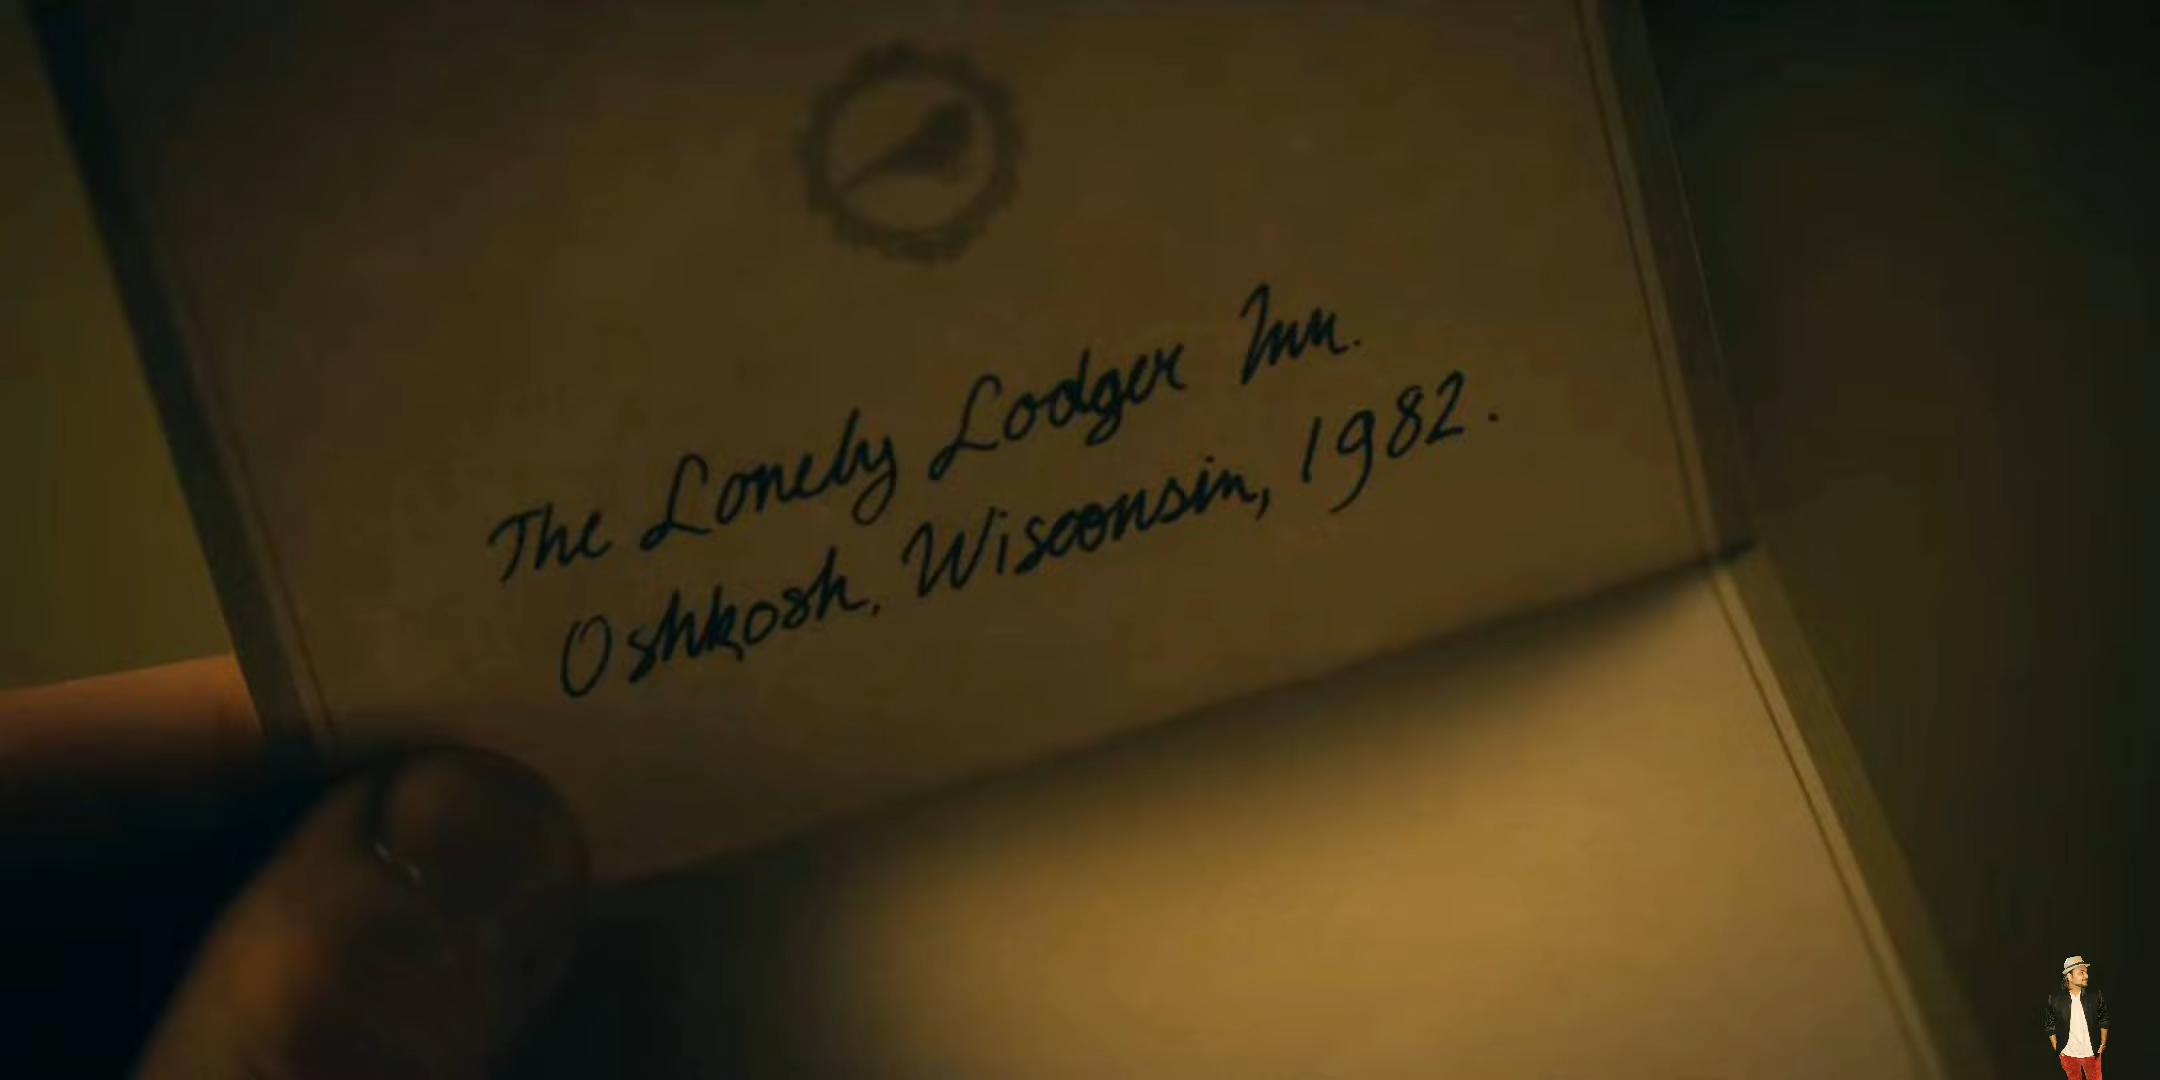 The Lonely Lodger Inn.
Oshkosh, Wisconsin, 1982.